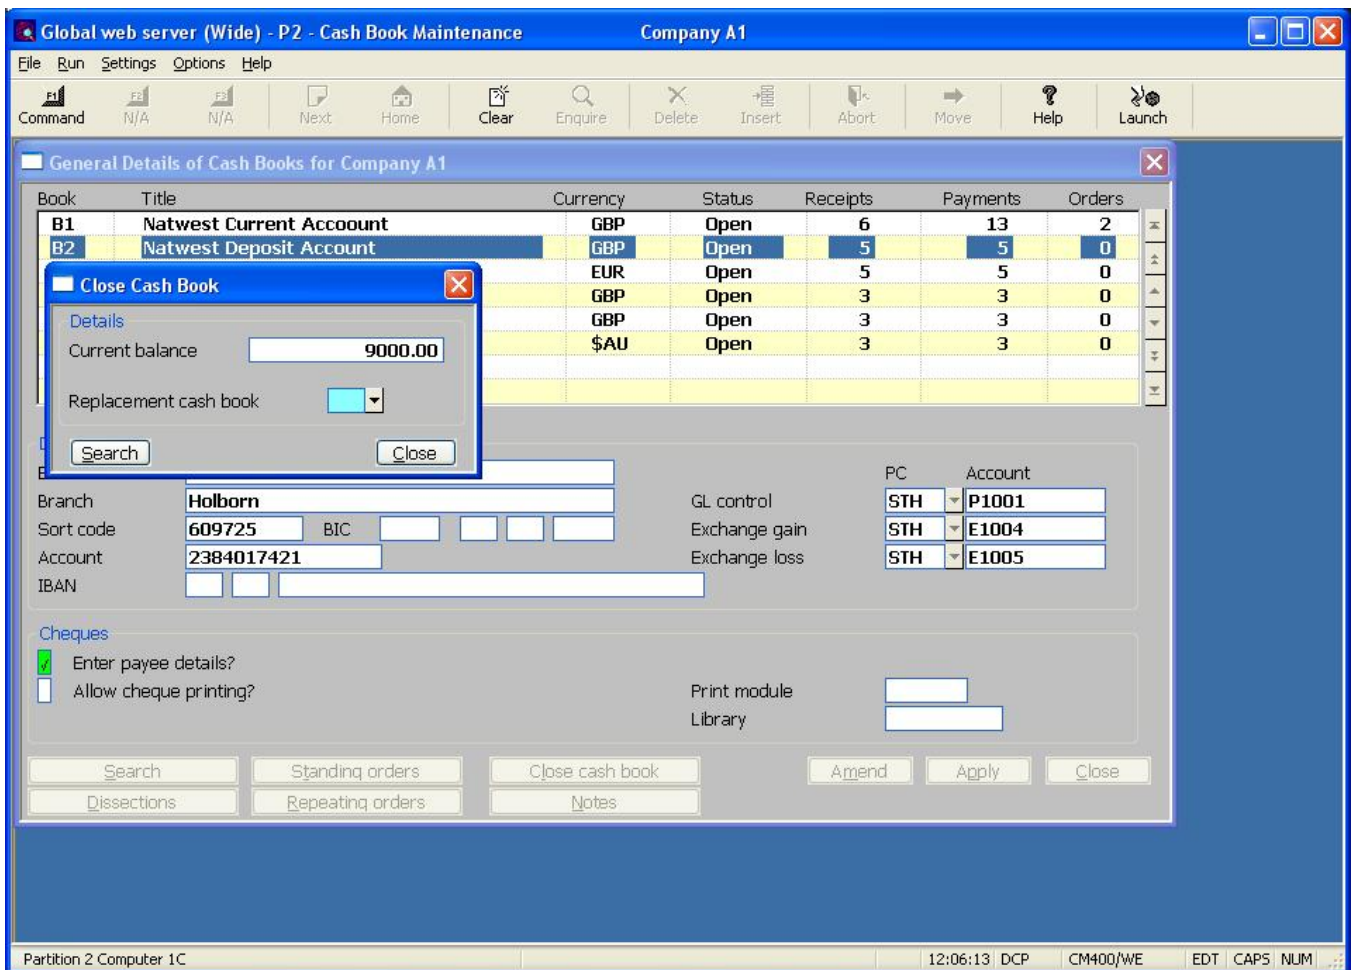 Global web server (Wide) - P2 - Cash Book Maintenance Company A1
File Run Settings Options Help
F1 F2 F3
Command N/A N/A Next Home Clear Enquire Delete Insert Abort Move Help Launch
General Details of Cash Books for Company A1
Book Title Currency Status Receipts Payments Orders
B1 Natwest Current Accoount GBP Open 6 13 2
B2 Natwest Deposit Account GBP Open 5 5 0
EUR Open 5 5 0
GBP Open 3 3 0
GBP Open 3 3 0
$AU Open 3 3 0
Close Cash Book
Details
Current balance 9000.00
Replacement cash book
Search Close
PC Account
Branch Holborn GL control STH P1001
Sort code 609725 BIC Exchange gain STH E1004
Account 2384017421 Exchange loss STH E1005
IBAN
Cheques
Enter payee details?
Allow cheque printing? Print module
Library
Search Standing orders Close cash book Amend Apply Close
Dissections Repeating orders Notes
Partition 2 Computer 1C 12:06:13 DCP CM400/WE EDT CAPS NUM